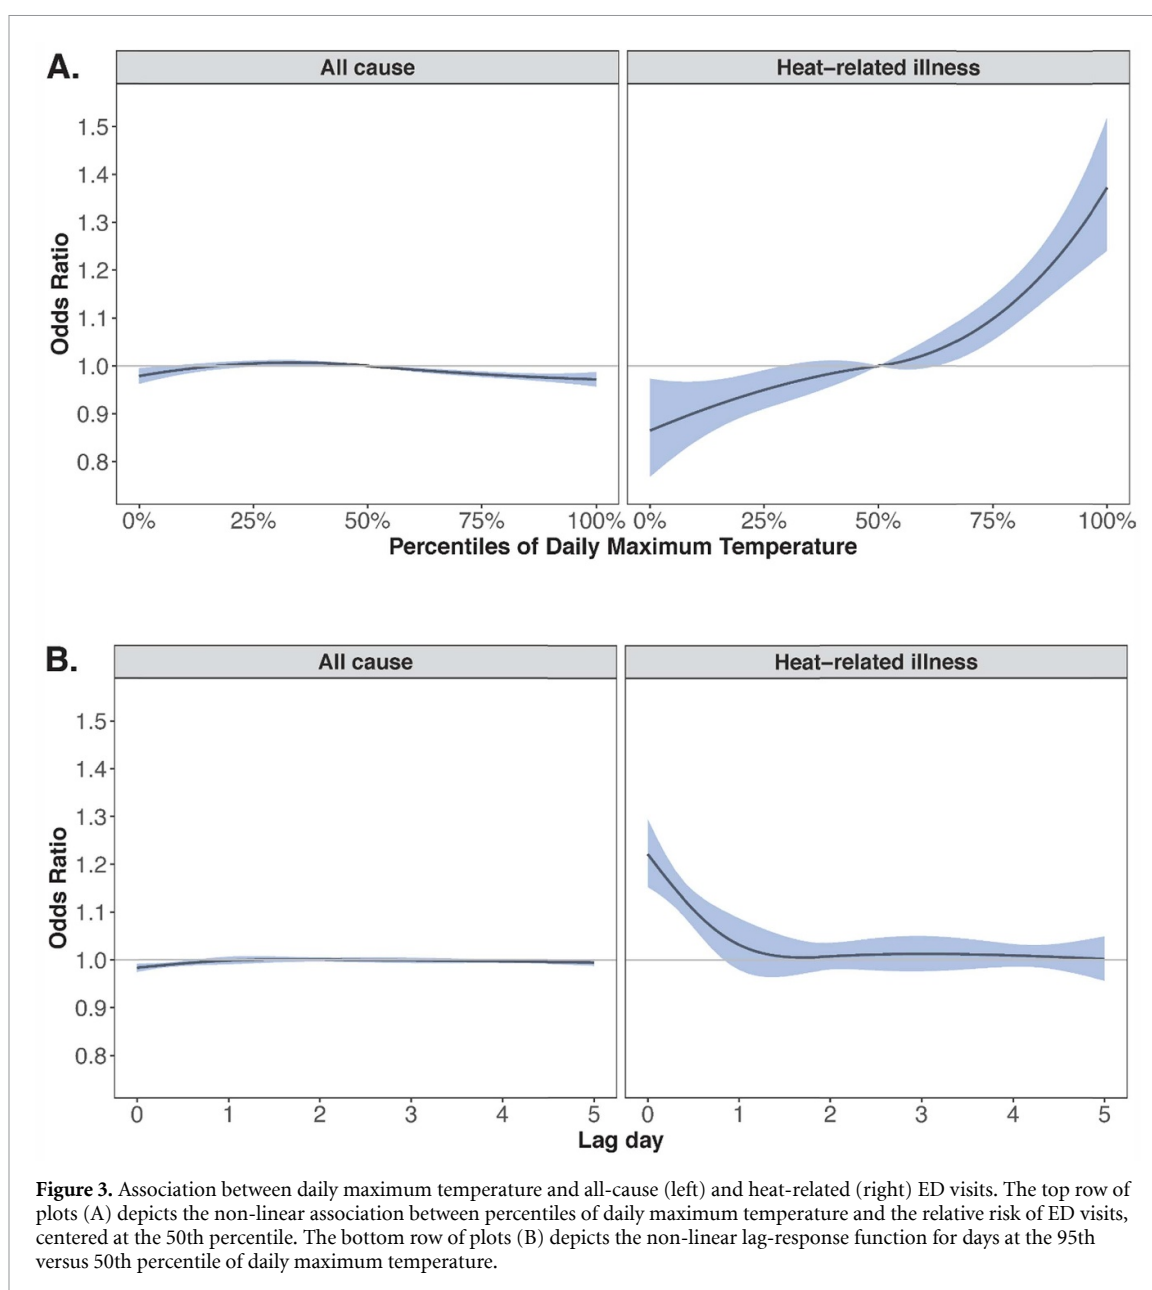 A.
All cause
Heat-related illness
Odds Ratio
1.5
1.4
1.3
1.2
1.1
1.0
0.9
0.8
0% 25% 50% 75% 100% 0% 25% 50% 75% 100%
Percentiles of Daily Maximum Temperature
B.
All cause
Heat-related illness
Odds Ratio
1.5
1.4
1.3
1.2
1.1
1.0
0.9
0.8
0 1 2 3 4 5 0 1 2 3 4 5
Lag day
Figure 3. Association between daily maximum temperature and all-cause (left) and heat-related (right) ED visits. The top row of
plots (A) depicts the non-linear association between percentiles of daily maximum temperature and the relative risk of ED visits,
centered at the 50th percentile. The bottom row of plots (B) depicts the non-linear lag-response function for days at the 95th
versus 50th percentile of daily maximum temperature.